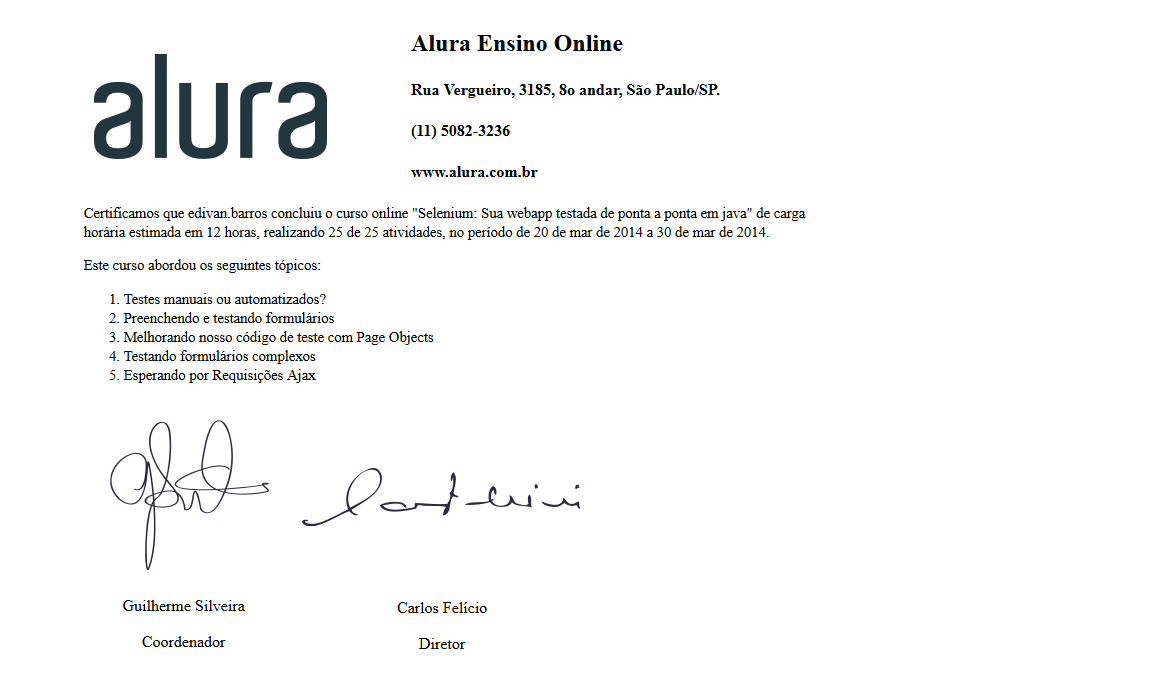 alura
Alura Ensino Online
Rua Vergueiro, 3185, 8o andar, São Paulo/SP.
(11) 5082-3236
www.alura.com.br
Certificamos que edivan.barros concluiu o curso online "Selenium: Sua webapp testada de ponta a ponta em java" de carga
horária estimada em 12 horas, realizando 25 de 25 atividades, no período de 20 de mar de 2014 a 30 de mar de 2014.
Este curso abordou os seguintes tópicos:
1. Testes manuais ou automatizados?
2. Preenchendo e testando formulários
3. Melhorando nosso código de teste com Page Objects
4. Testando formulários complexos
5. Esperando por Requisições Ajax
Guilherme Silveira
Carlos Felício
Coordenador
Diretor